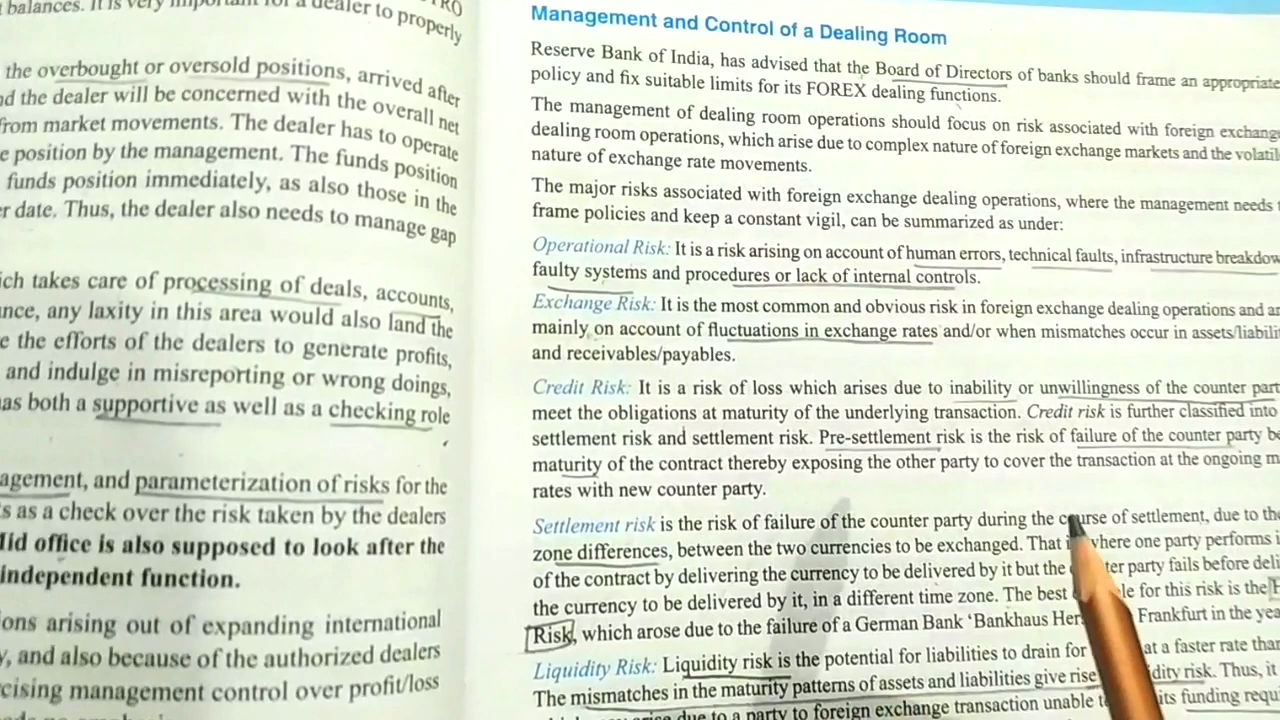 balances. It is very important for a dealer to properly
the overbought or oversold positions, arrived after
the dealer will be concerned with the overall net
from market movements. The dealer has to operate
position by the management. The funds position
funds position immediately, as also those in the
date. Thus, the dealer also needs to manage gap
takes care of processing of deals, accounts,
any laxity in this area would also land the
the efforts of the dealers to generate profits,
and indulge in misreporting or wrong doings,
has both a supportive as well as a checking role
and parameterization of risks for the
as a check over the risk taken by the dealers
office is also supposed to look after the
independent function.
arising out of expanding international
and also because of the authorized dealers
management control over profit/loss
Management and Control of a Dealing Room
Reserve Bank of India, has advised that the Board of Directors of banks should frame an appropriate
policy and fix suitable limits for its FOREX dealing functions.
The management of dealing room operations should focus on risk associated with foreign
dealing room operations, which arise due to complex nature of foreign exchange markets and the
nature of exchange rate movements.
The major risks associated with foreign exchange dealing operations, where the management needs
frame policies and keep a constant vigil, can be summarized as under:
Operational Risk: It is a risk arising on account of human errors, technical faults, infrastructure
faulty systems and procedures or lack of internal controls.
Exchange Risk: It is the most common and obvious risk in foreign exchange dealing operations and
mainly on account of fluctuations in exchange rates and/or when mismatches occur in
and receivables/payables.
Credit Risk: It is a risk of loss which arises due to inability or unwillingness of the counter
meet the obligations at maturity of the underlying transaction. Credit risk is further classified into
settlement risk and settlement risk. Pre-settlement risk is the risk of failure of the counter party
maturity of the contract thereby exposing the other party to cover the transaction at the ongoing
rates with new counter party.
Settlement risk is the risk of failure of the counter party during the course of settlement, due to the
zone differences, between the two currencies to be exchanged. That where one party performs
of the contract by delivering the currency to be delivered by it but the party fails before
the currency to be delivered by it, in a different time zone. The best for this risk is the
Risk, which arose due to the failure of a German Bank ‘Bankhaus Frankfurt in the
Liquidity Risk: Liquidity risk is the potential for liabilities to drain for at a faster rate than
The mismatches in the maturity patterns of assets and liabilities give rise risk. Thus, it
due to a party to foreign exchange transaction unable its funding